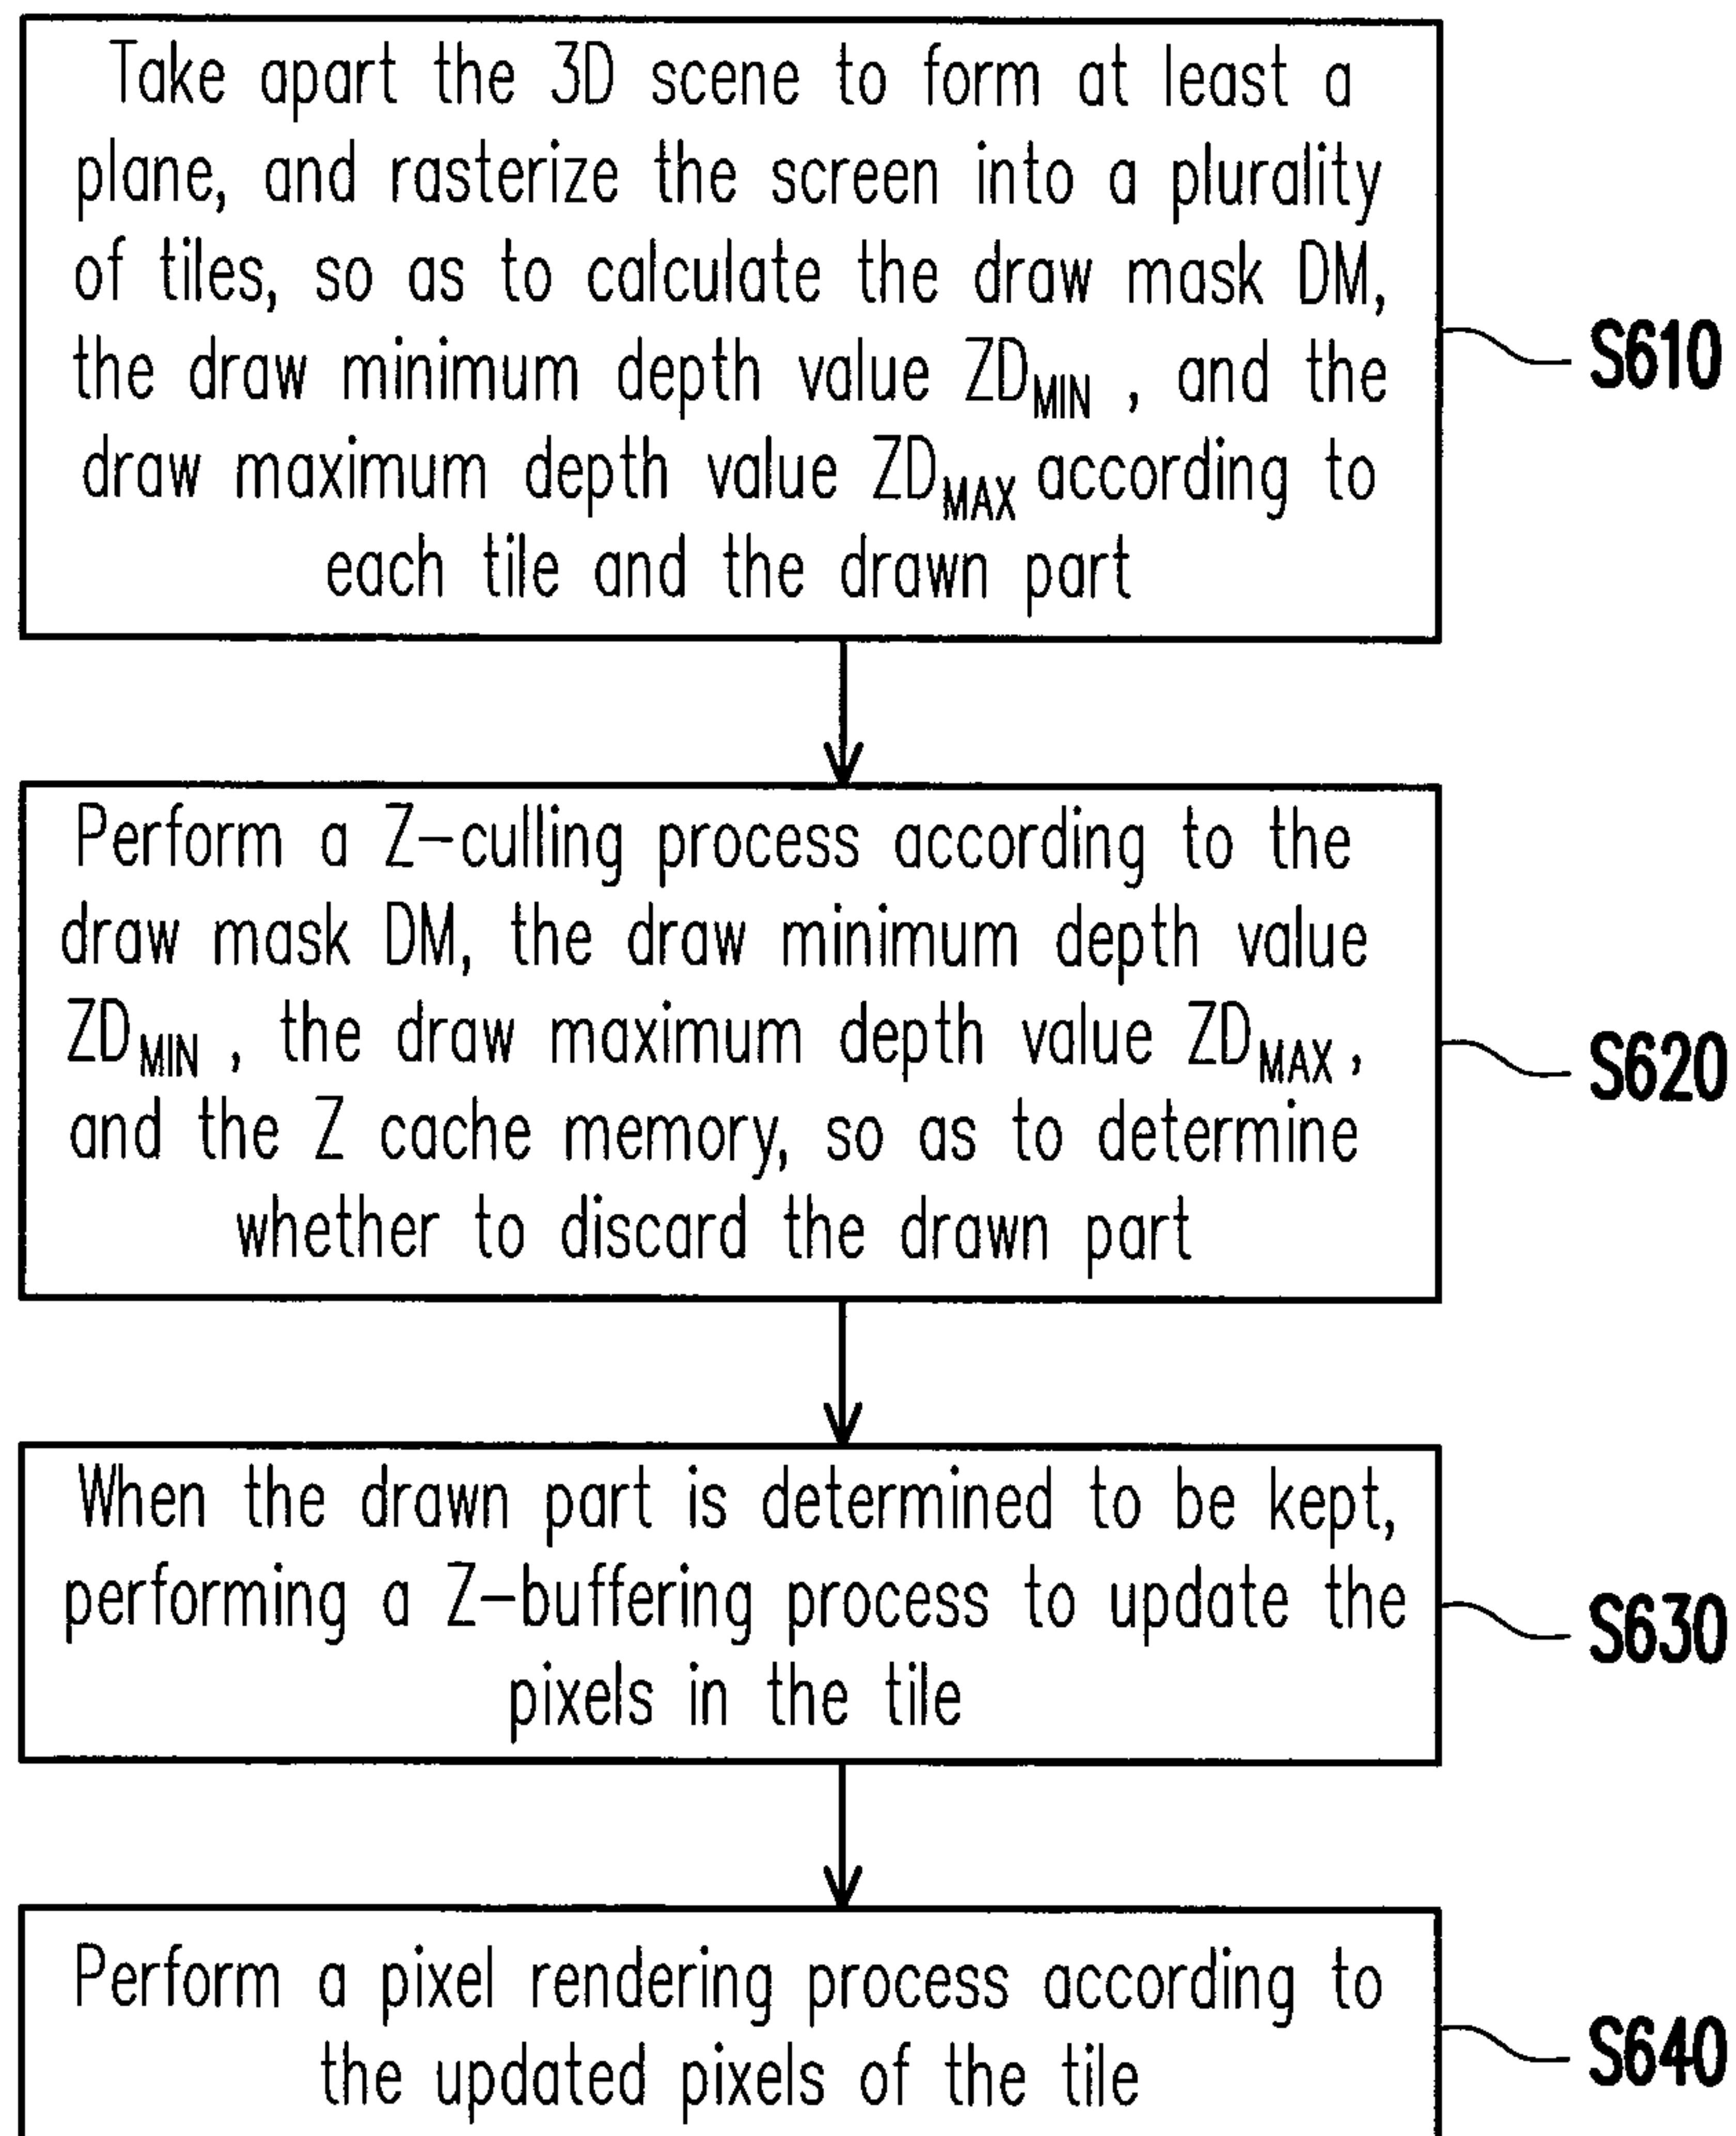 Take apart the 3D scene to form at least a
plane, and rasterize the screen into a plurality
of tiles, so as to calculate the draw mask DM,
the draw minimum depth value ZDMIN , and the
draw maximum depth value ZDMAX according to
each tile and the drawn part
S610
Perform a Z-culling process according to the
draw mask DM, the draw minimum depth value
ZDMIN , the draw maximum depth value ZDMAX,
and the Z cache memory, so as to determine
whether to discard the drawn part
S620
When the drawn part is determined to be kept,
performing a Z-buffering process to update the
pixels in the tile
S630
Perform a pixel rendering process according to
the updated pixels of the tile
S640